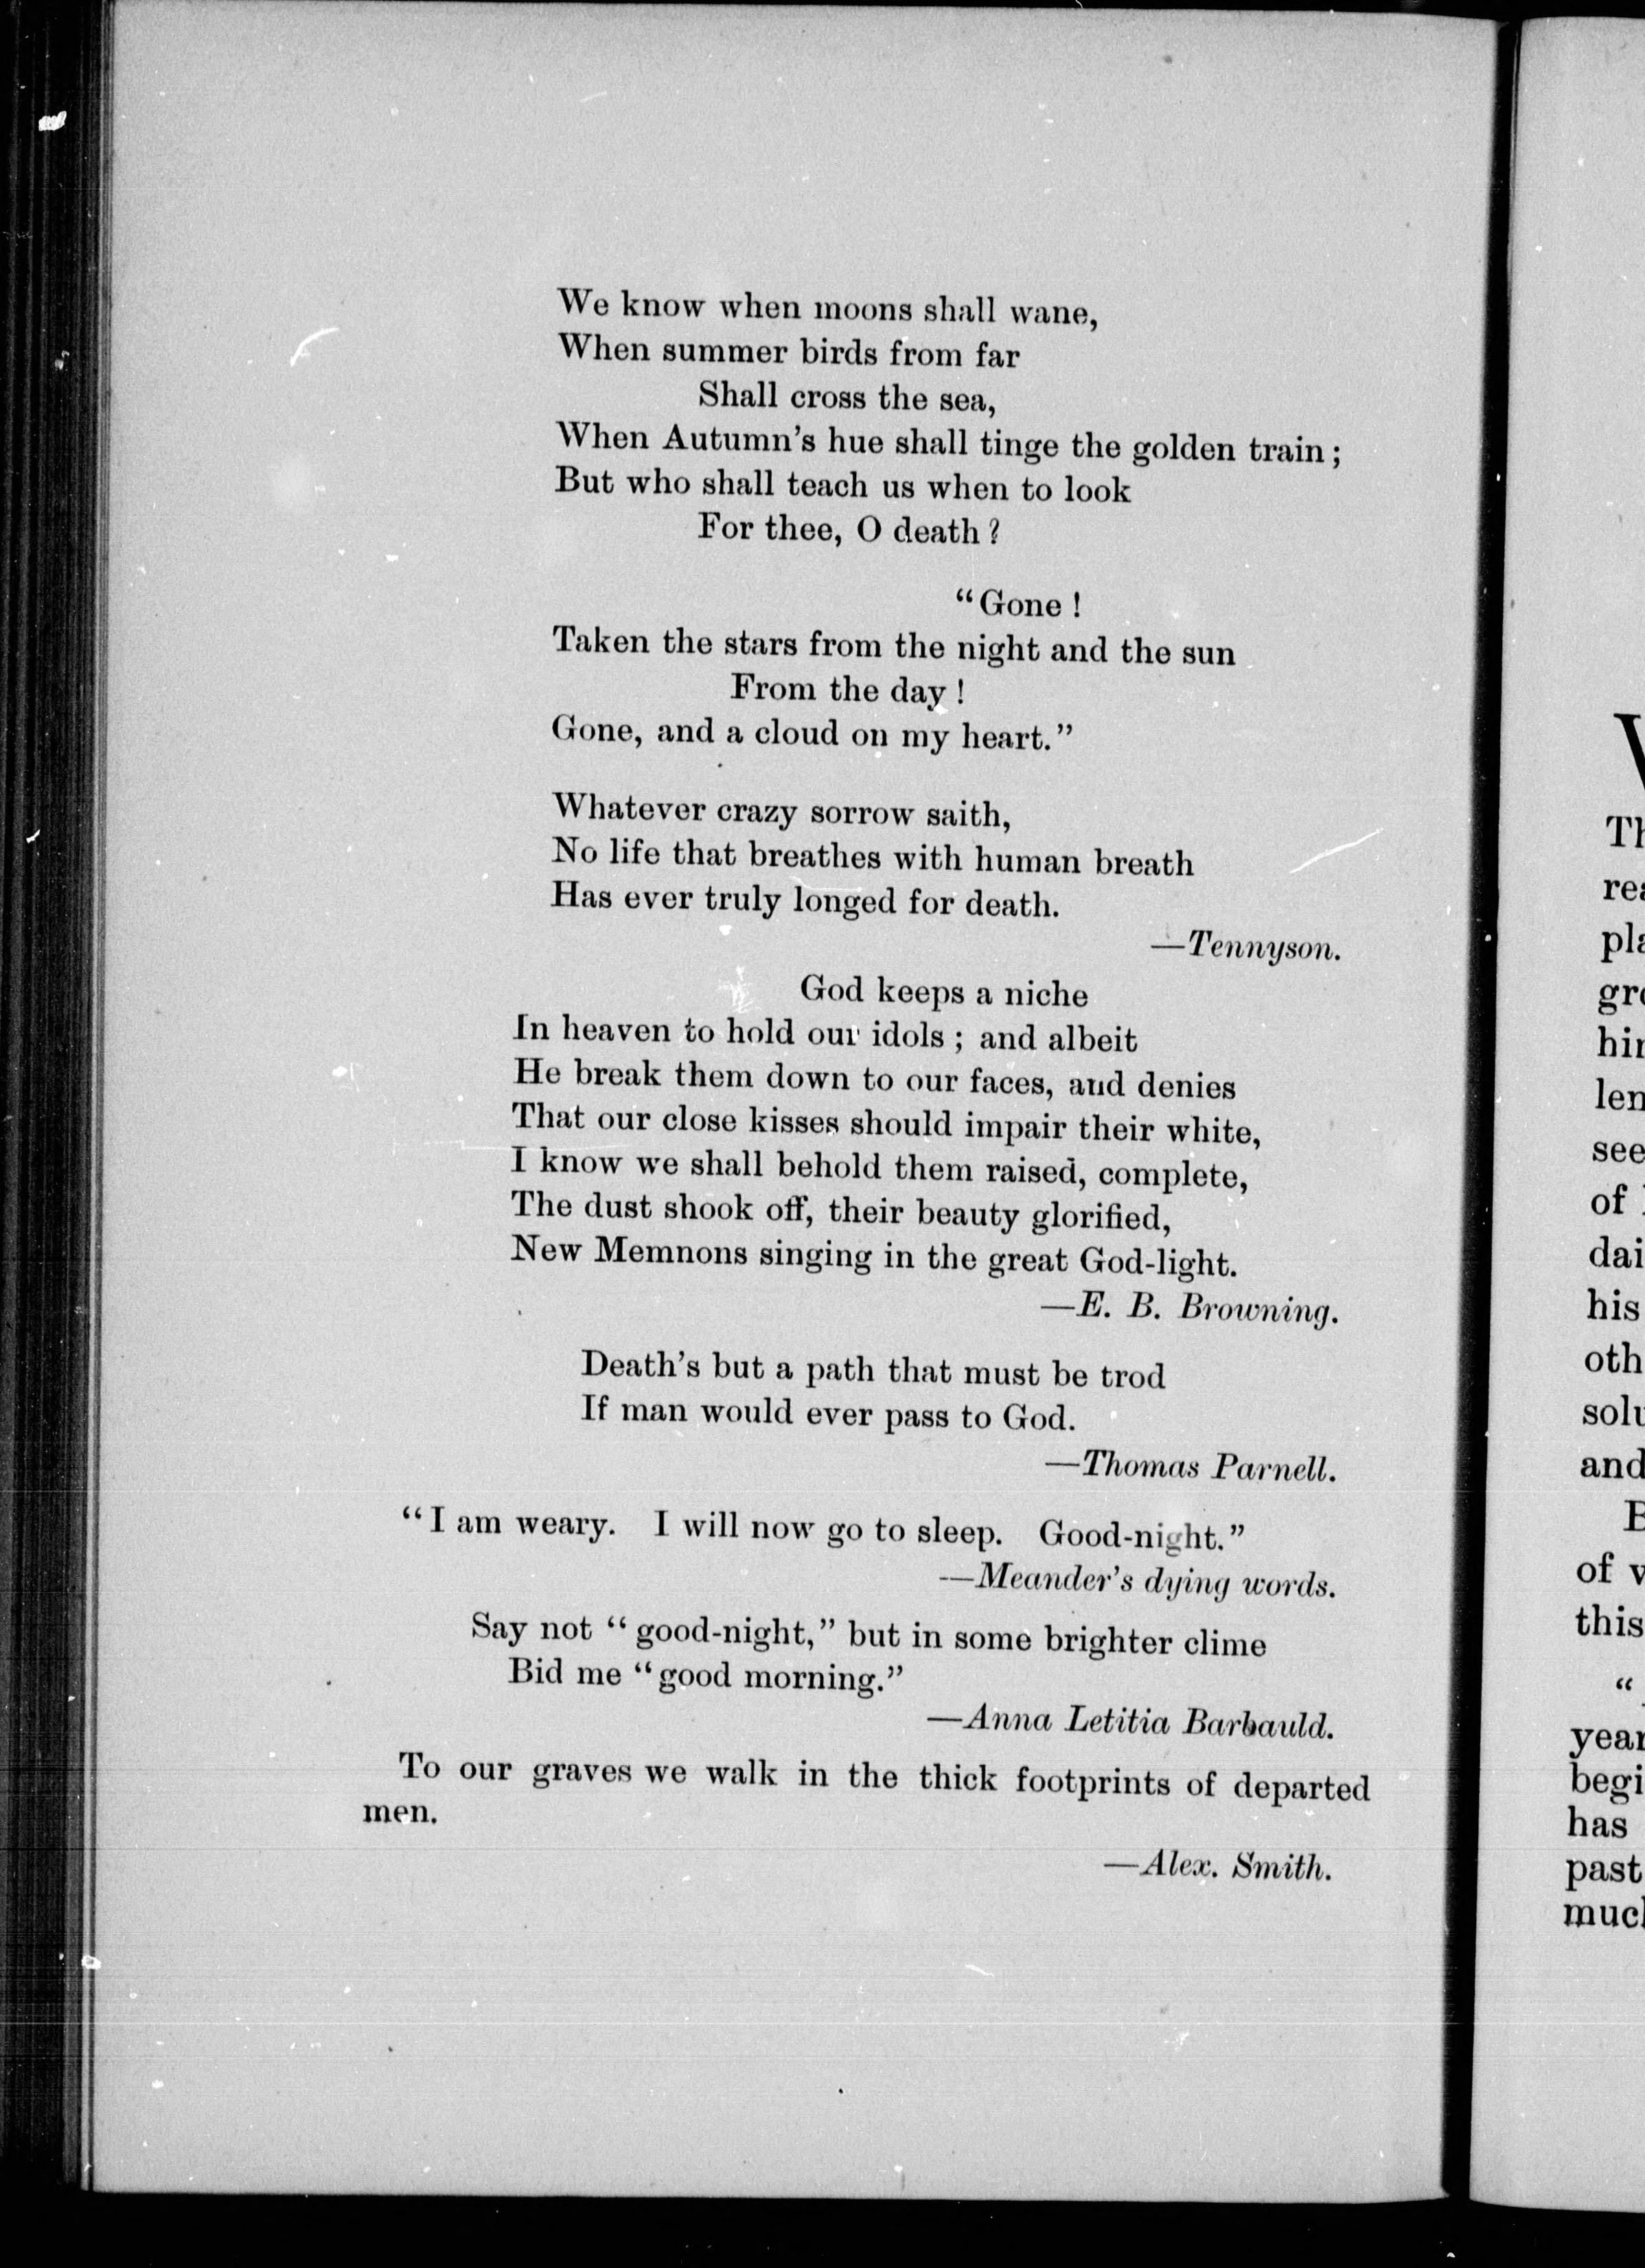 We know when moons shall wane,
When summer birds from far
Shall cross the sea,
When Autumn's hue shall tinge the golden train;
But who shall teach us when to look
For thee, O death?
"Gone!
Taken the stars from the night and the sun
From the day!
Gone, and a cloud on my heart."
Whatever crazy sorrow saith,
No life that breathes with human breath
Has ever truly longed for death.
—Tennyson.
God keeps a niche
In heaven to hold our idols; and albeit
He break them down to our faces, and denies
That our close kisses should impair their white,
I know we shall behold them raised, complete,
The dust shook off, their beauty glorified,
New Memnons singing in the great God-light.
—E. B. Browning.
Death's but a path that must be trod
If man would ever pass to God.
—Thomas Parnell.
"I am weary. I will now go to sleep. Good-night."
—Meander's dying words.
Say not "good-night," but in some brighter clime
Bid me "good morning."
—Anna Letitia Barbauld.
To our graves we walk in the thick footprints of departed
men.
—Alex. Smith.
of
his
and
of
this
"
has
past